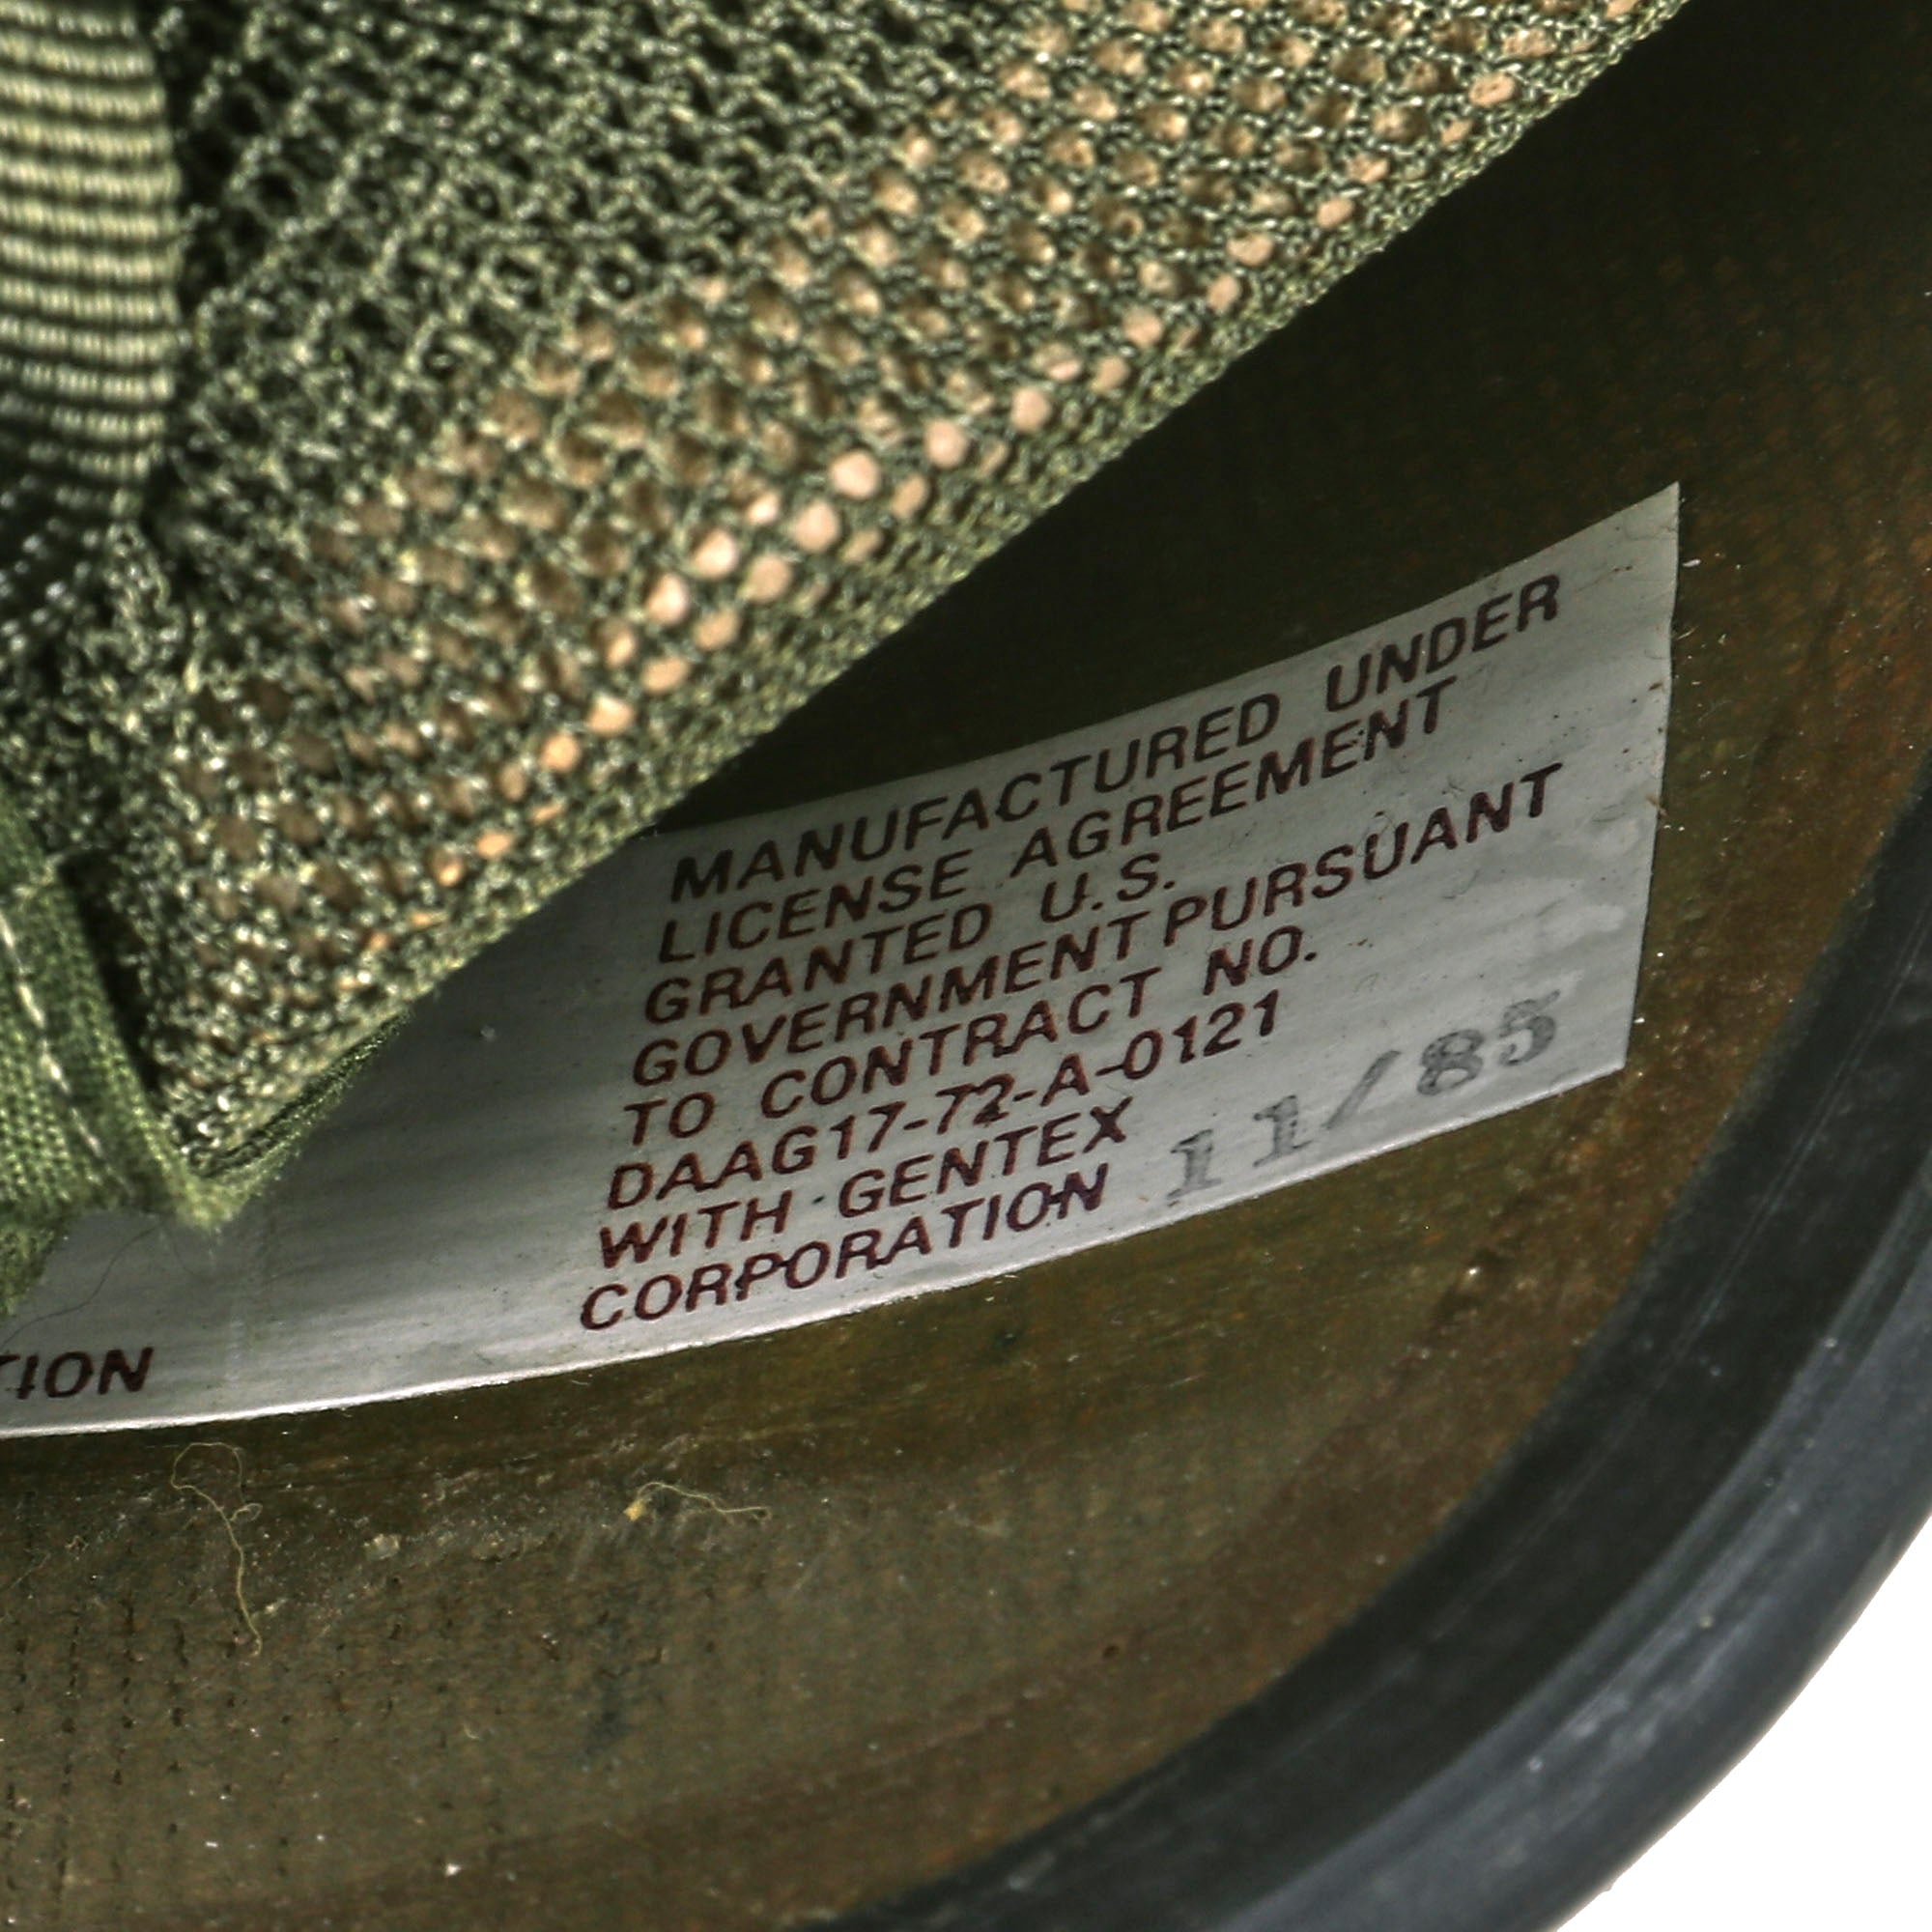 MANUFACTURED UNDER
LICENSE AGREEMENT
GRANTED U.S.
GOVERNMENT PURSUANT
TO CONTRACT NO.
DAAG17-72-A-0121
WITH GENTEX
CORPORATION
11/85
TION